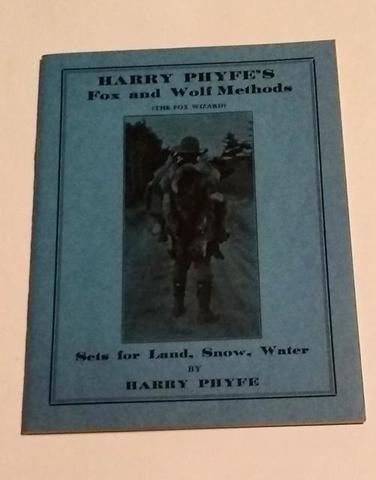 HARRY PHYFE'S
Fox and Wolf Methods
(THE FOX WIZARD)
Sets for Land, Snow, Water
BY
HARRY PHYFE